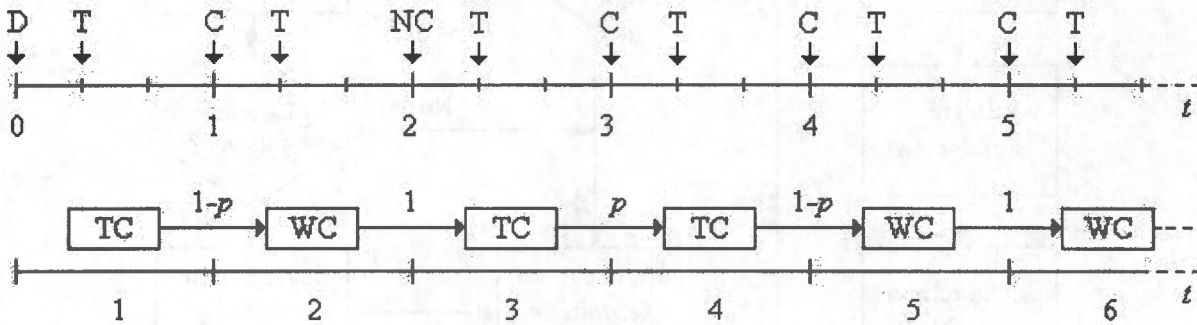 D T C T NC T C T C T C T
0 1 2 3 4 5 t
1-p 1 p 1-p 1
TC WC TC TC WC WC
1 2 3 4 5 6 t